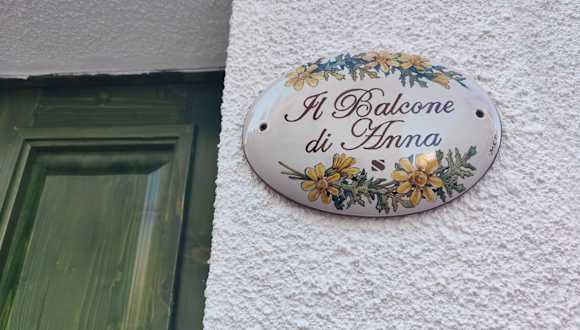 Il Balcone
di Anna
S